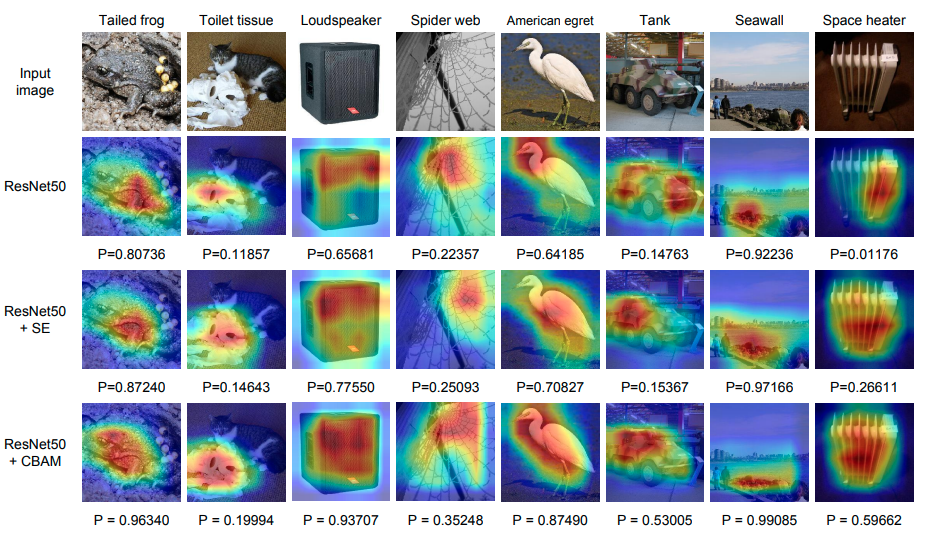 Tailed frog Toilet tissue Loudspeaker Spider web American egret Tank Seawall Space heater
Input
image
ResNet50
P=0.80736 P=0.11857 P=0.65681 P=0.22357 P=0.64185 P=0.14763 P=0.92236 P=0.01176
ResNet50
+ SE
P=0.87240 P=0.14643 P=0.77550 P=0.25093 P=0.70827 P=0.15367 P=0.97166 P=0.26611
ResNet50
+ CBAM
P = 0.96340 P = 0.19994 P = 0.93707 P = 0.35248 P = 0.87490 P = 0.53005 P = 0.99085 P = 0.59662